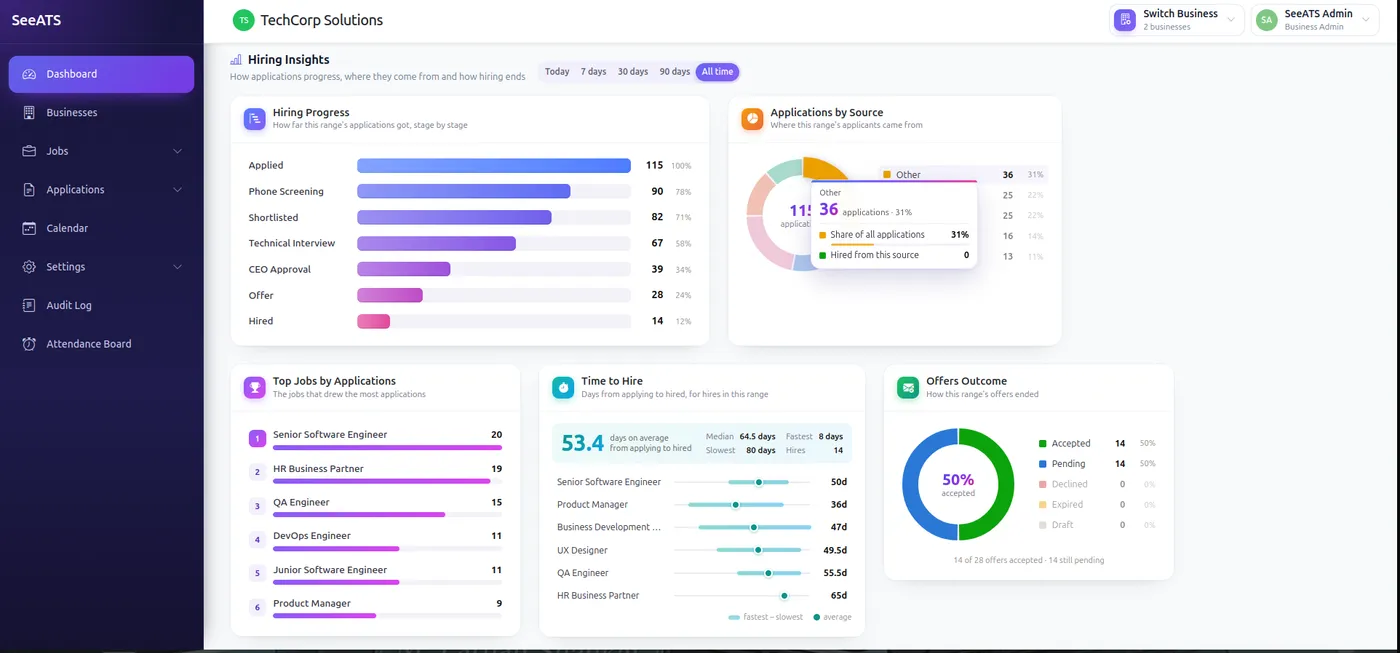 SeeATS
Dashboard
Businesses
Jobs
Applications
Calendar
Settings
Audit Log
Attendance Board
TS TechCorp Solutions
Switch Business
2 businesses
SA
SeeATS Admin
Business Admin
Hiring Insights
How applications progress, where they come from and how hiring ends
Today 7 days 30 days 90 days All time
Hiring Progress
How far this range's applications got, stage by stage
Applied 115 100%
Phone Screening 90 78%
Shortlisted 82 71%
Technical Interview 67 58%
CEO Approval 39 34%
Offer 28 24%
Hired 14 12%
Applications by Source
Where this range's applicants came from
115
Other 36 31%
25 22%
25 22%
16 14%
13 11%
Other
36 applications · 31%
Share of all applications 31%
Hired from this source 0
Top Jobs by Applications
The jobs that drew the most applications
1 Senior Software Engineer 20
2 HR Business Partner 19
3 QA Engineer 15
4 DevOps Engineer 11
5 Junior Software Engineer 11
6 Product Manager 9
Time to Hire
Days from applying to hired, for hires in this range
53.4 days on average
from applying to hired
Median 64.5 days Fastest 8 days
Slowest 80 days Hires 14
Senior Software Engineer 50d
Product Manager 36d
Business Development ... 47d
UX Designer 49.5d
QA Engineer 55.5d
HR Business Partner 65d
fastest – slowest average
Offers Outcome
How this range's offers ended
50%
accepted
Accepted 14 50%
Pending 14 50%
Declined 0 0%
Expired 0 0%
Draft 0 0%
14 of 28 offers accepted · 14 still pending